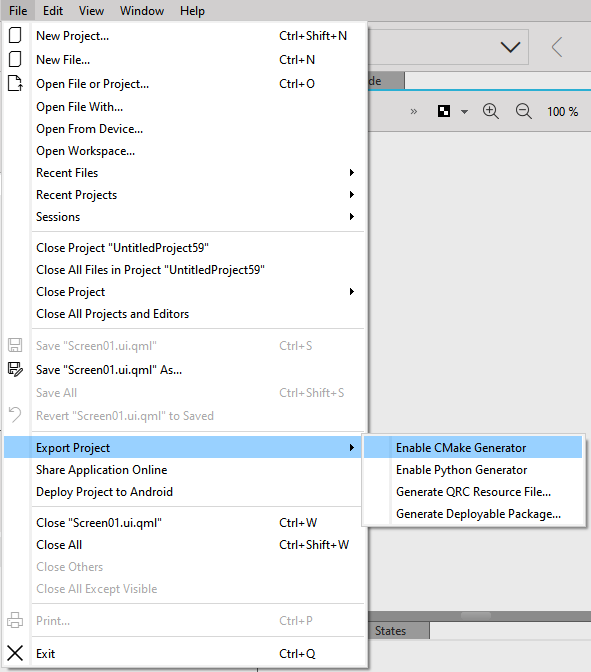 File Edit View Window Help
New Project... Ctrl+Shift+N
New File... Ctrl+N
Open File or Project... Ctrl+O
de
Open File With...
» 100 %
Open From Device...
Open Workspace...
Recent Files
Recent Projects
Sessions
Close Project "UntitledProject59"
Close All Files in Project "UntitledProject59"
Close Project
Close All Projects and Editors
Save "Screen01.ui.qml" Ctrl+S
Save "Screen01.ui.qml" As...
Save All Ctrl+Shift+S
Revert "Screen01.ui.qml" to Saved
Export Project
Enable CMake Generator
Share Application Online
Enable Python Generator
Deploy Project to Android
Generate QRC Resource File...
Generate Deployable Package...
Close "Screen01.ui.qml" Ctrl+W
Close All Ctrl+Shift+W
Close Others
Close All Except Visible
Print... Ctrl+P
States
Exit Ctrl+Q